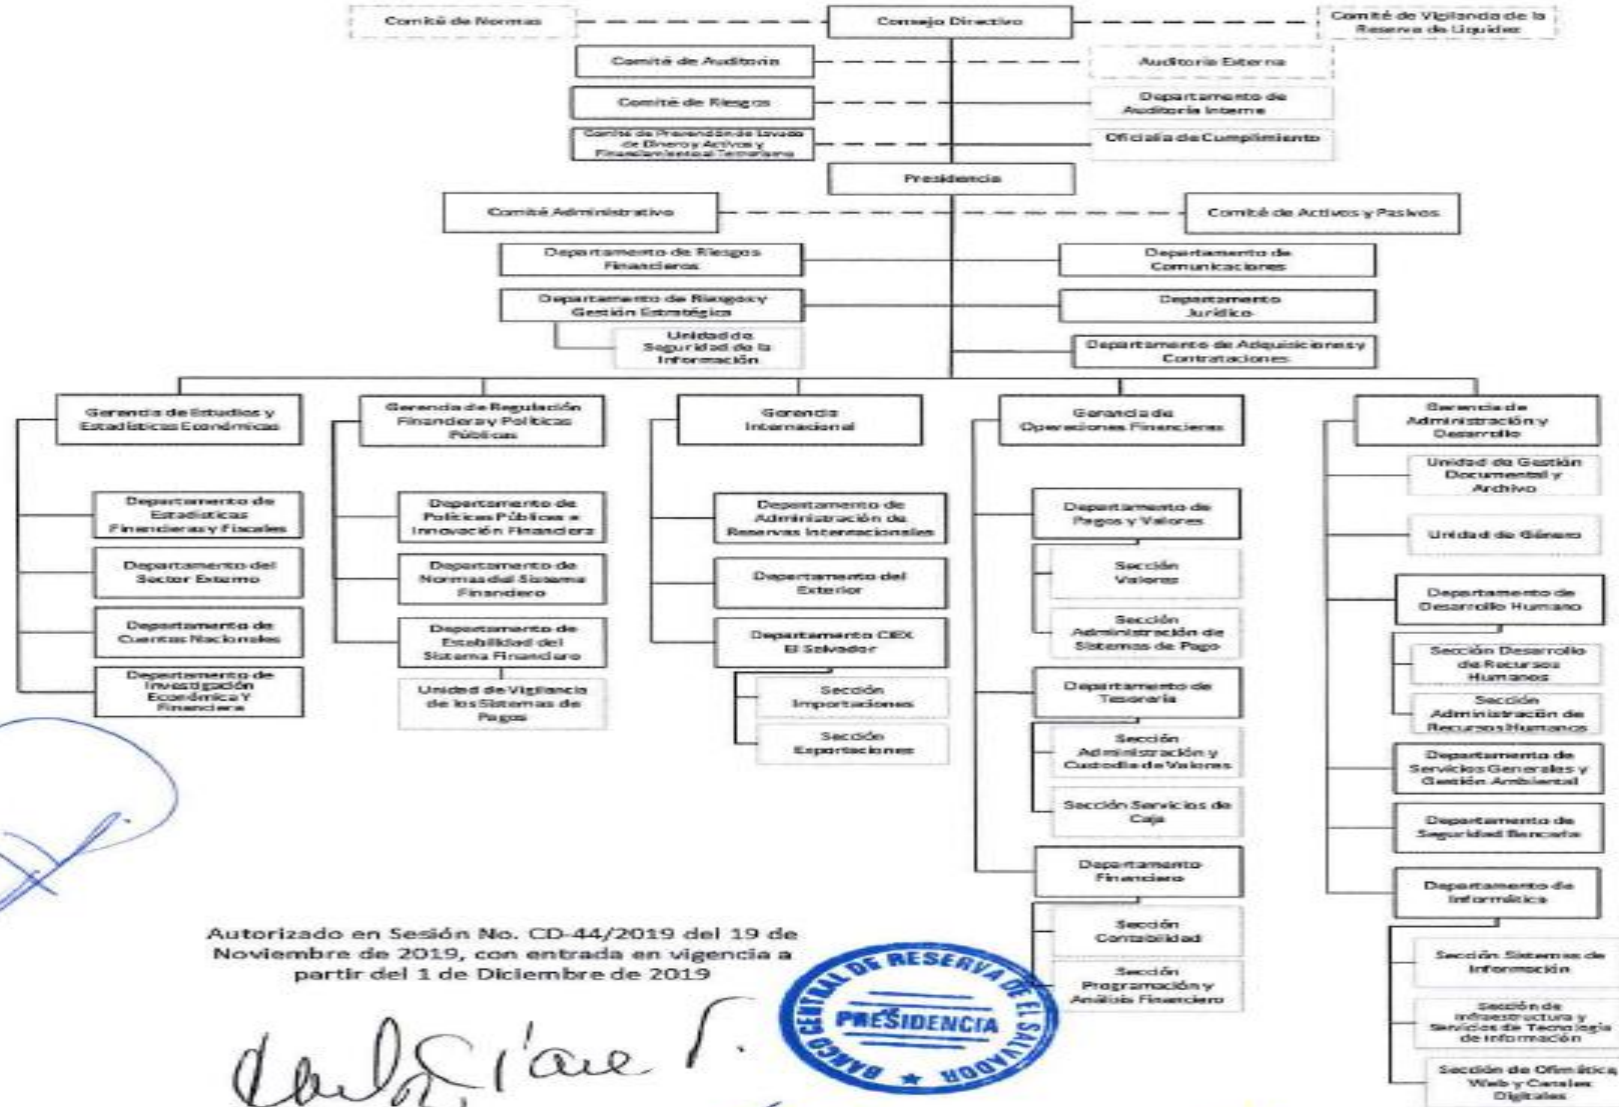 Comité de Normas
Consejo Directivo
Comité de Vigilancia de la
Reserva de Liquidez
Comité de Auditoría
Auditoría Externa
Comité de Riesgos
Departamento de
Auditoría Interna
Comité de Prevención de Lavado
de Dinero y Activos y
Financiamiento al Terrorismo
Oficialía de Cumplimiento
Presidencia
Comité Administrativo
Comité de Activos y Pasivos
Departamento de Riesgos
Financieros
Departamento de
Comunicaciones
Departamento de Riesgos y
Gestión Estratégica
Departamento
Jurídico
Unidad de
Seguridad de la
Información
Departamento de Adquisiciones y
Contrataciones
Gerencia de Estudios y
Estadísticas Económicas
Departamento de
Estadísticas
Financieras y Fiscales
Departamento del
Sector Externo
Departamento de
Cuentas Nacionales
Departamento de
Investigación
Económica Y
Financiera
Gerencia de Regulación
Financiera y Políticas
Públicas
Departamento de
Políticas Públicas e
Innovación Financiera
Departamento de
Normas del Sistema
Financiero
Departamento de
Estabilidad del
Sistema Financiero
Unidad de Vigilancia
de los Sistemas de
Pagos
Gerencia
Internacional
Departamento de
Administración de
Reservas Internacionales
Departamento del
Exterior
Departamento CIEX
El Salvador
Sección
Importaciones
Sección
Exportaciones
Gerencia de
Operaciones Financieras
Departamento de
Pagos y Valores
Sección
Valores
Sección
Administración de
Sistemas de Pago
Departamento de
Tesorería
Sección
Administración y
Custodia de Valores
Sección Servicios de
Caja
Departamento
Financiero
Sección
Contabilidad
Sección
Programación y
Análisis Financiero
Gerencia de
Administración y
Desarrollo
Unidad de Gestión
Documental y
Archivo
Unidad de Género
Departamento de
Desarrollo Humano
Sección Desarrollo
de Recursos
Humanos
Sección
Administración de
Recursos Humanos
Departamento de
Servicios Generales y
Gestión Ambiental
Departamento de
Seguridad Bancaria
Departamento de
Informática
Sección Sistemas de
Información
Sección de
Infraestructura y
Servicios de Tecnología
de Información
Sección de Ofimática,
Web y Canales
Digitales
Autorizado en Sesión No. CD-44/2019 del 19 de
Noviembre de 2019, con entrada en vigencia a
partir del 1 de Diciembre de 2019
BANCO CENTRAL DE RESERVA DE EL SALVADOR
PRESIDENCIA